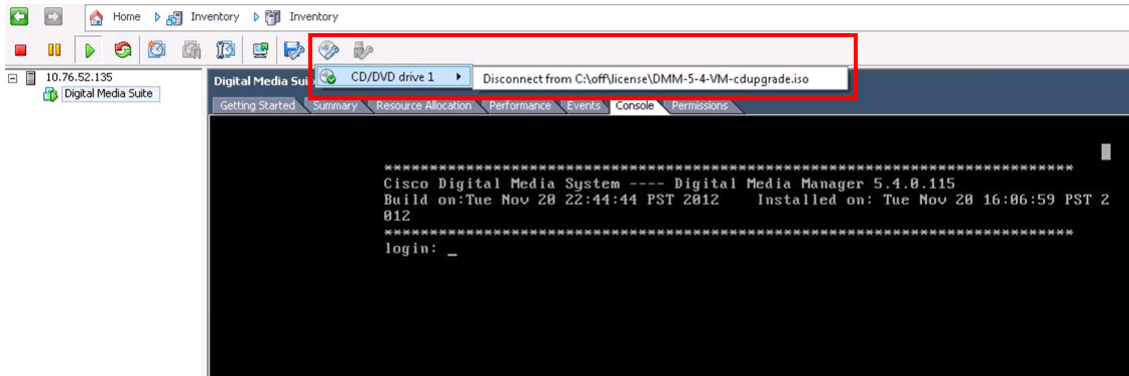 Home Inventory Inventory
10.76.52.135
Digital Media Suite
Digital Media Sui
CD/DVD drive 1 Disconnect from C:\off\license\DMM-5-4-VM-cdupgrade.iso
Getting Started Summary Resource Allocation Performance Events Console Permissions
******************************************************************************
Cisco Digital Media System ---- Digital Media Manager 5.4.0.115
Build on:Tue Nov 20 22:44:44 PST 2012 Installed on: Tue Nov 20 16:06:59 PST 2
012
******************************************************************************
login: _